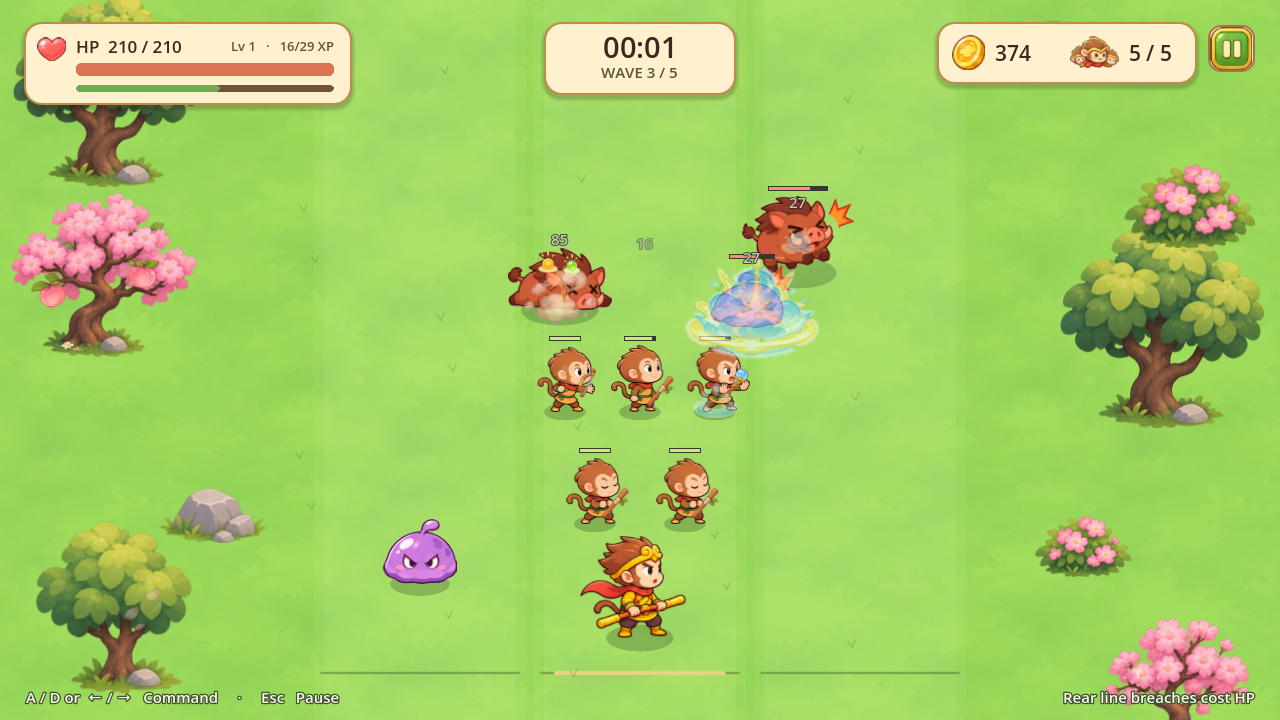 HP 210 / 210
Lv 1 · 16/29 XP
00:01
WAVE 3 / 5
374
5 / 5
27
85
16
27
A / D or ← / → Command · Esc Pause
Rear line breaches cost HP